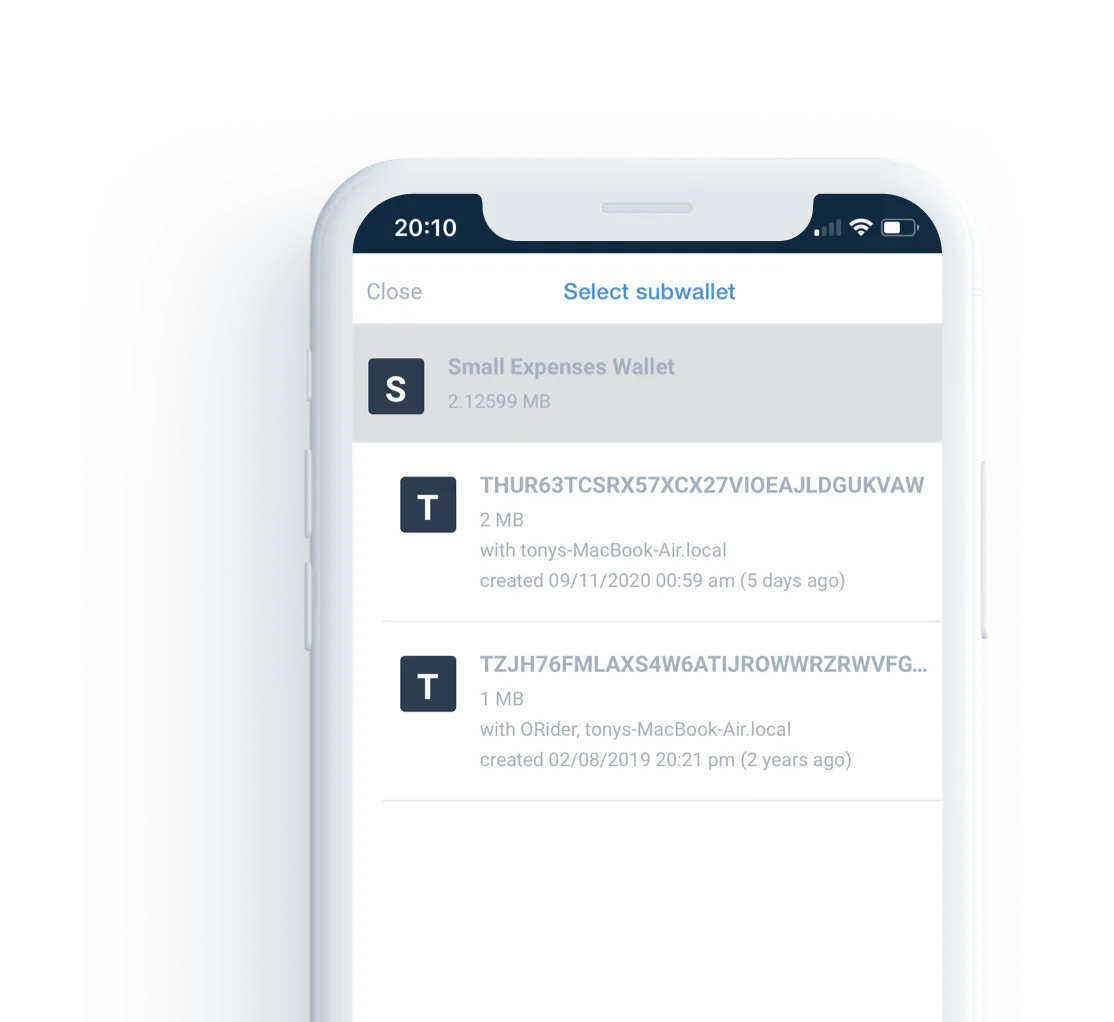 20:10
Close
Select subwallet
S
Small Expenses Wallet
2.12599 MB
T
THUR63TCSRX57XCX27VIOEAJLDGUKVAW
2 MB
with tonys-MacBook-Air.local
created 09/11/2020 00:59 am (5 days ago)
T
TZJH76FMLAXS4W6ATIJROWWRZRWVFG…
1 MB
with ORider, tonys-MacBook-Air.local
created 02/08/2019 20:21 pm (2 years ago)